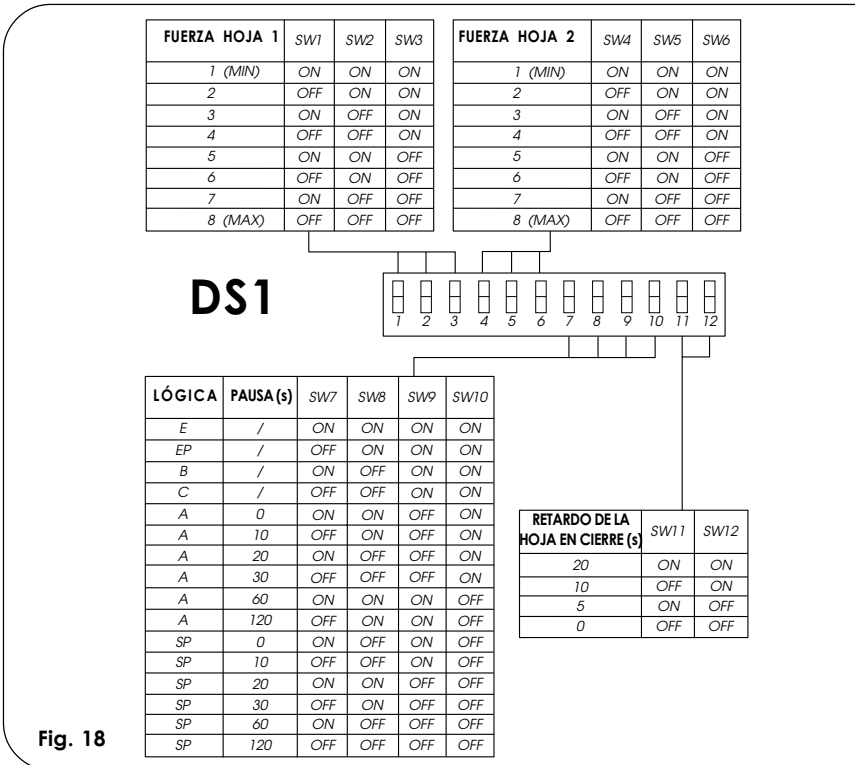 FUERZA HOJA 1 SW1 SW2 SW3
1 (MIN) ON ON ON
2 OFF ON ON
3 ON OFF ON
4 OFF OFF ON
5 ON ON OFF
6 OFF ON OFF
7 ON OFF OFF
8 (MAX) OFF OFF OFF
FUERZA HOJA 2 SW4 SW5 SW6
1 (MIN) ON ON ON
2 OFF ON ON
3 ON OFF ON
4 OFF OFF ON
5 ON ON OFF
6 OFF ON OFF
7 ON OFF OFF
8 (MAX) OFF OFF OFF
DS1
1 2 3 4 5 6 7 8 9 10 11 12
LÓGICA PAUSA (s) SW7 SW8 SW9 SW10
E / ON ON ON ON
EP / OFF ON ON ON
B / ON OFF ON ON
C / OFF OFF ON ON
A 0 ON ON OFF ON
A 10 OFF ON OFF ON
A 20 ON OFF OFF ON
A 30 OFF OFF OFF ON
A 60 ON ON ON OFF
A 120 OFF ON ON OFF
SP 0 ON OFF ON OFF
SP 10 OFF OFF ON OFF
SP 20 ON ON OFF OFF
SP 30 OFF ON OFF OFF
SP 60 ON OFF OFF OFF
SP 120 OFF OFF OFF OFF
RETARDO DE LA
HOJA EN CIERRE (s) SW11 SW12
20 ON ON
10 OFF ON
5 ON OFF
0 OFF OFF
Fig. 18